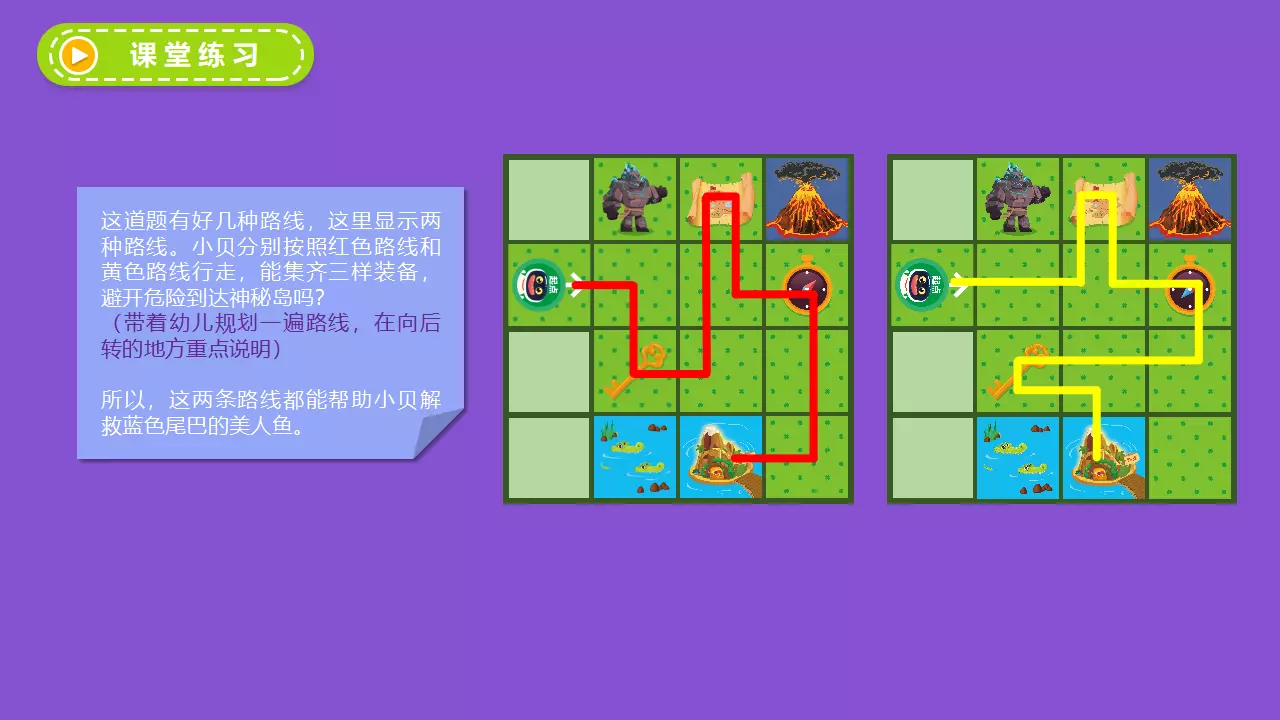 课堂练习
这道题有好几种路线，这里显示两
种路线。小贝分别按照红色路线和
黄色路线行走，能集齐三样装备，
避开危险到达神秘岛吗?
（带着幼儿规划一遍路线，在向后
转的地方重点说明）
所以，这两条路线都能帮助小贝解
救蓝色尾巴的美人鱼。
起点
起点